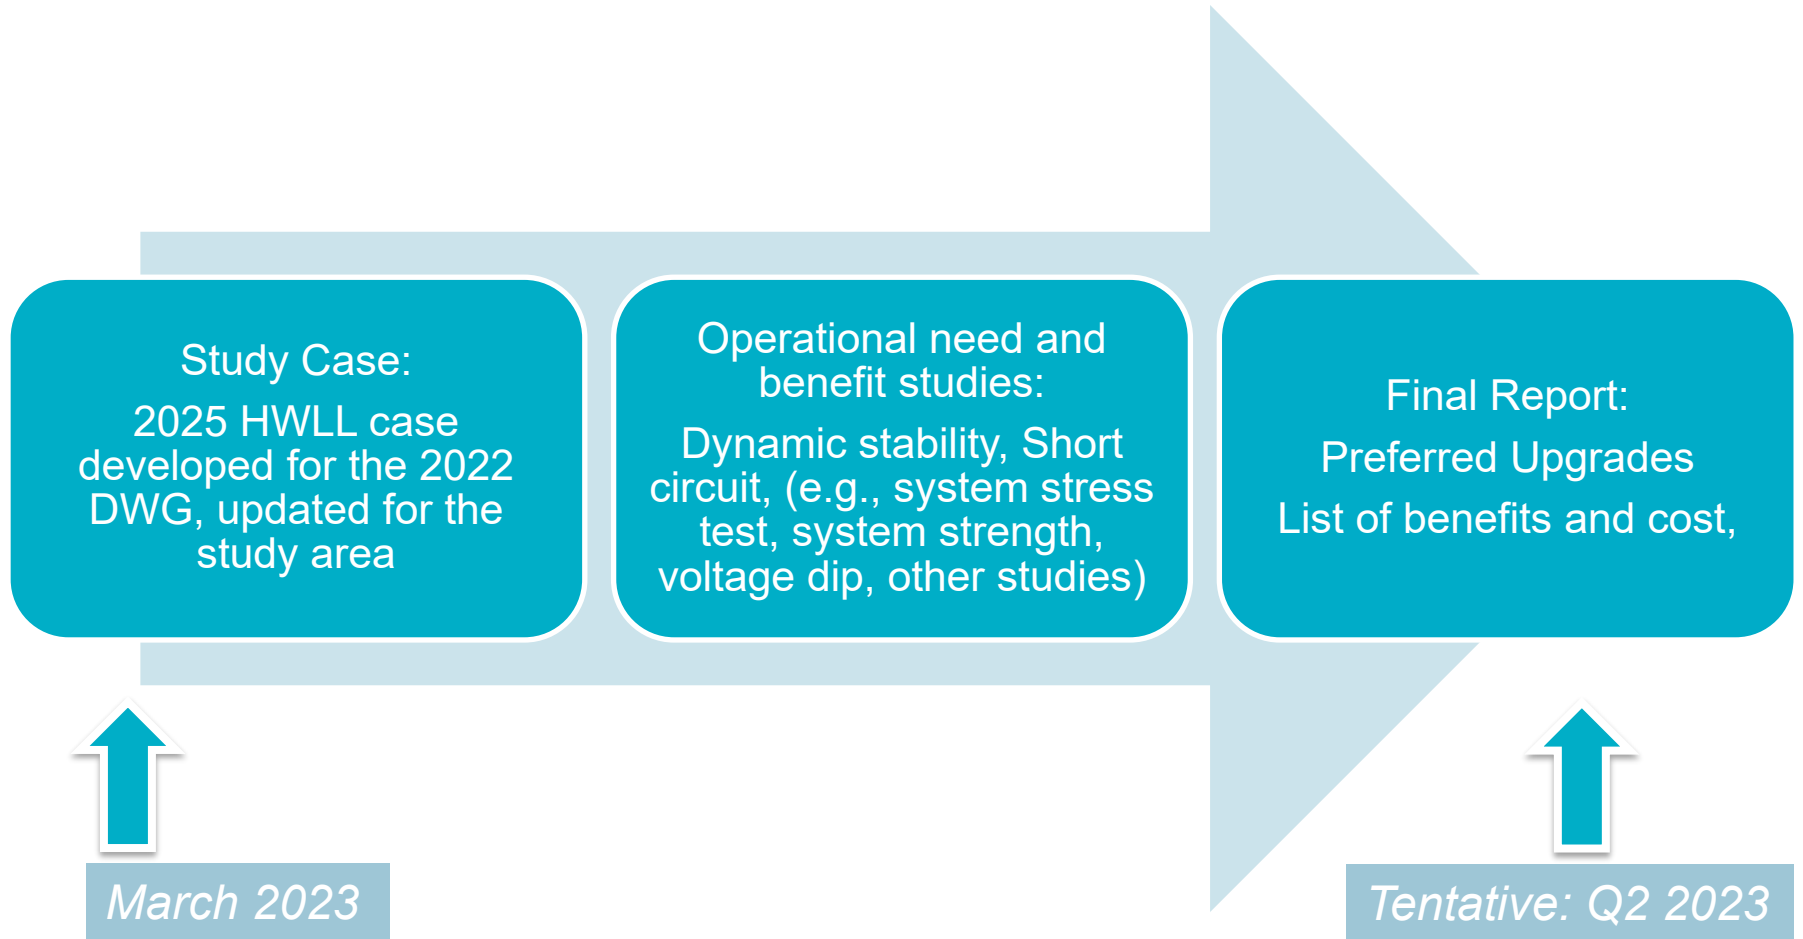 Study Case:
2025 HWLL case
developed for the 2022
DWG, updated for the
study area
Operational need and
benefit studies:
Dynamic stability, Short
circuit, (e.g., system stress
test, system strength,
voltage dip, other studies)
Final Report:
Preferred Upgrades
List of benefits and cost,
March 2023
Tentative: Q2 2023